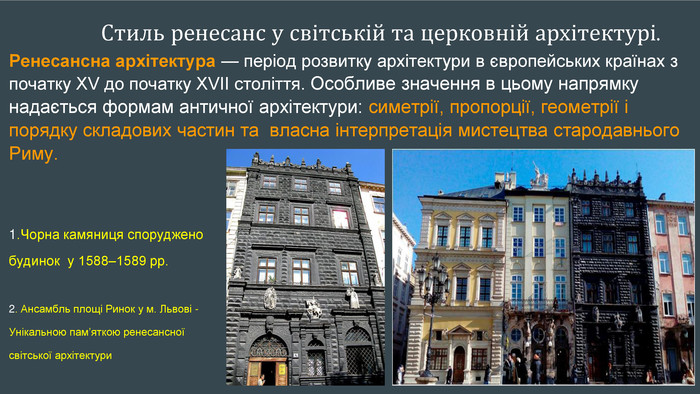 Стиль ренесанс у світській та церковній архітектурі.
Ренесансна архітектура — період розвитку архітектури в європейських країнах з
початку XV до початку XVII століття. Особливе значення в цьому напрямку
надається формам античної архітектури: симетрії, пропорції, геометрії і
порядку складових частин та власна інтерпретація мистецтва стародавнього
Риму.
1.Чорна камяниця споруджено
будинок у 1588–1589 рр.
2. Ансамбль площі Ринок у м. Львові -
Унікальною пам’яткою ренесансної
світської архітектури